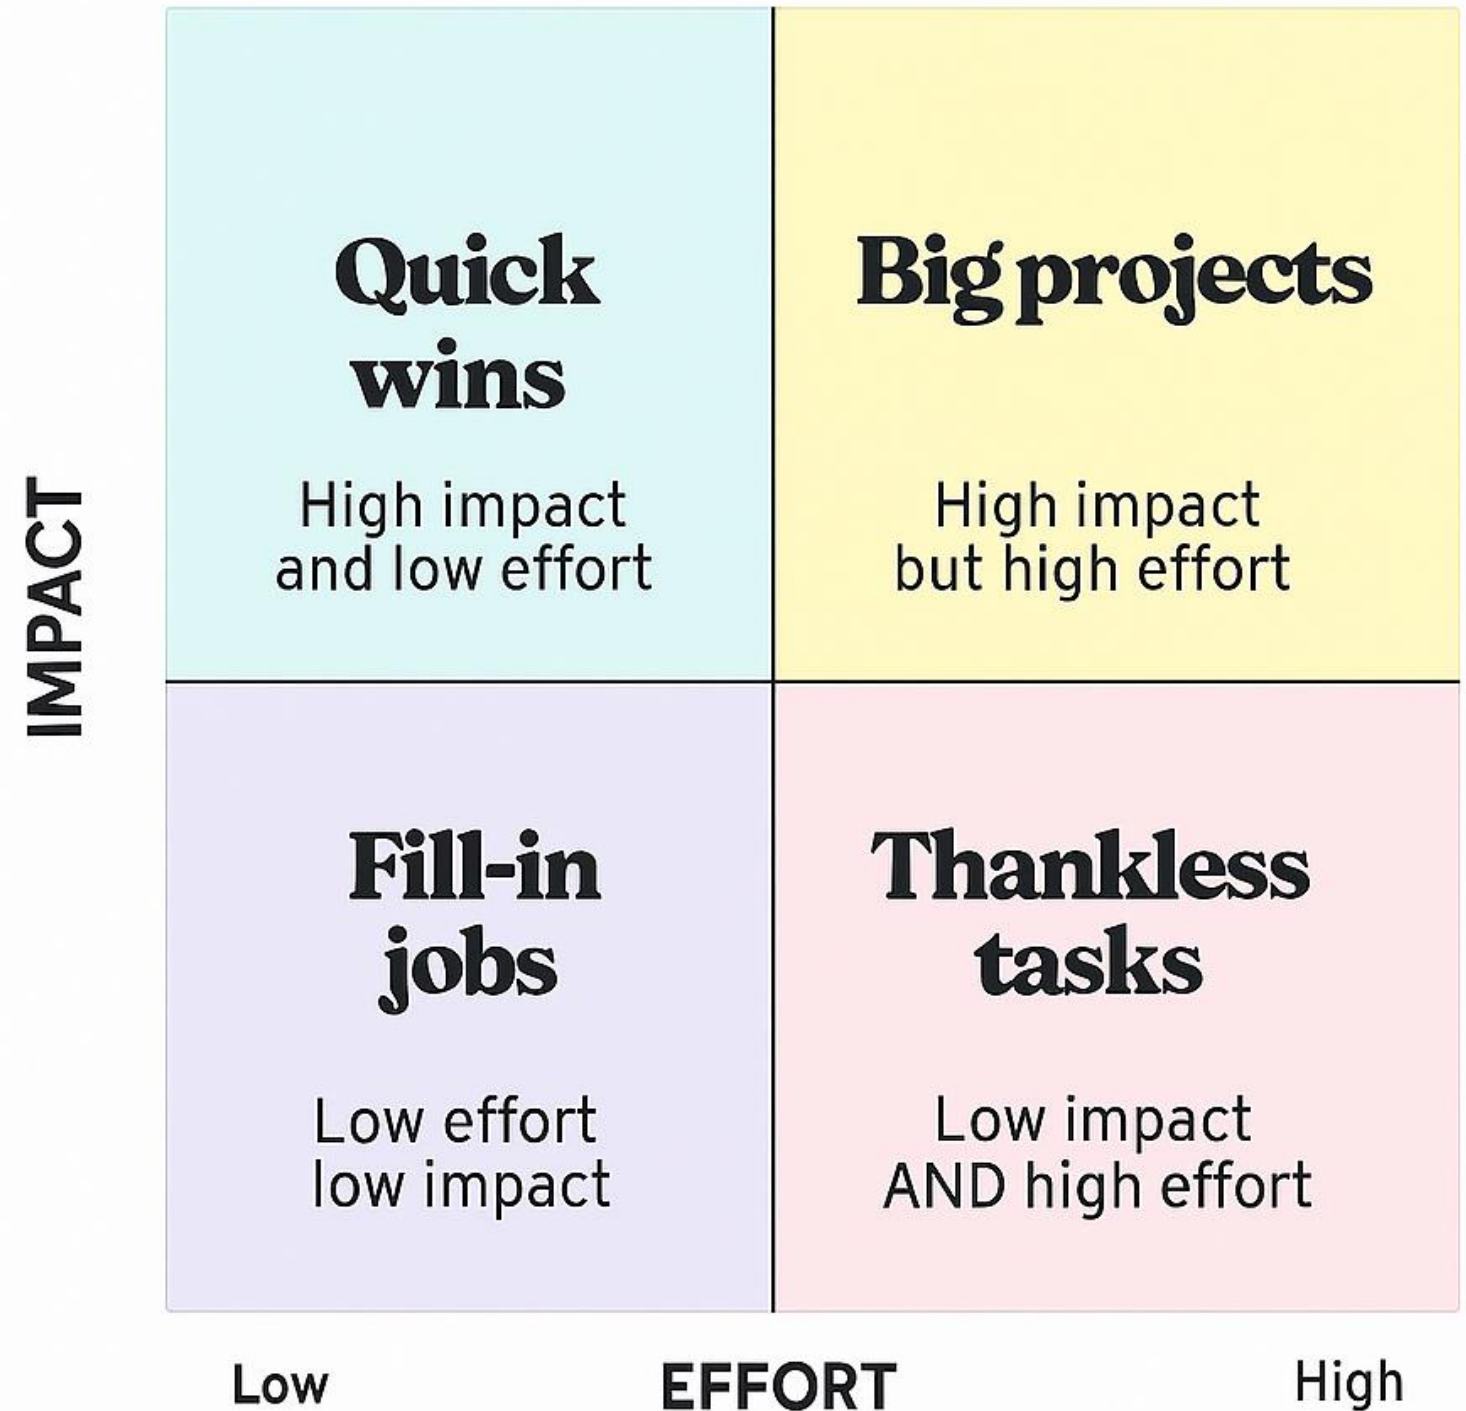 Quick
wins
High impact
and low effort
Big projects
High impact
but high effort
IMPACT
Fill-in
jobs
Low effort
low impact
Thankless
tasks
Low impact
AND high effort
Low
EFFORT
High